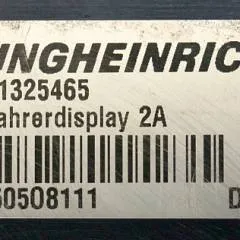 NGHEINRIC
1325465
ahrerdisplay 2A
50508111 D